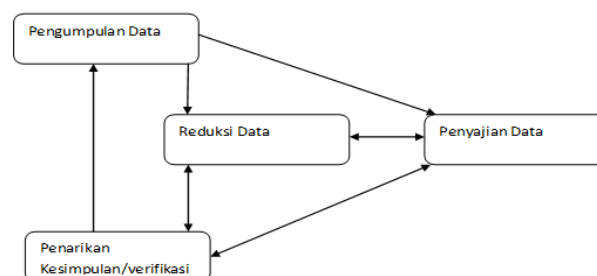 Pengumpulan Data
Reduksi Data
Penyajian Data
Penarikan
Kesimpulan/verifikasi